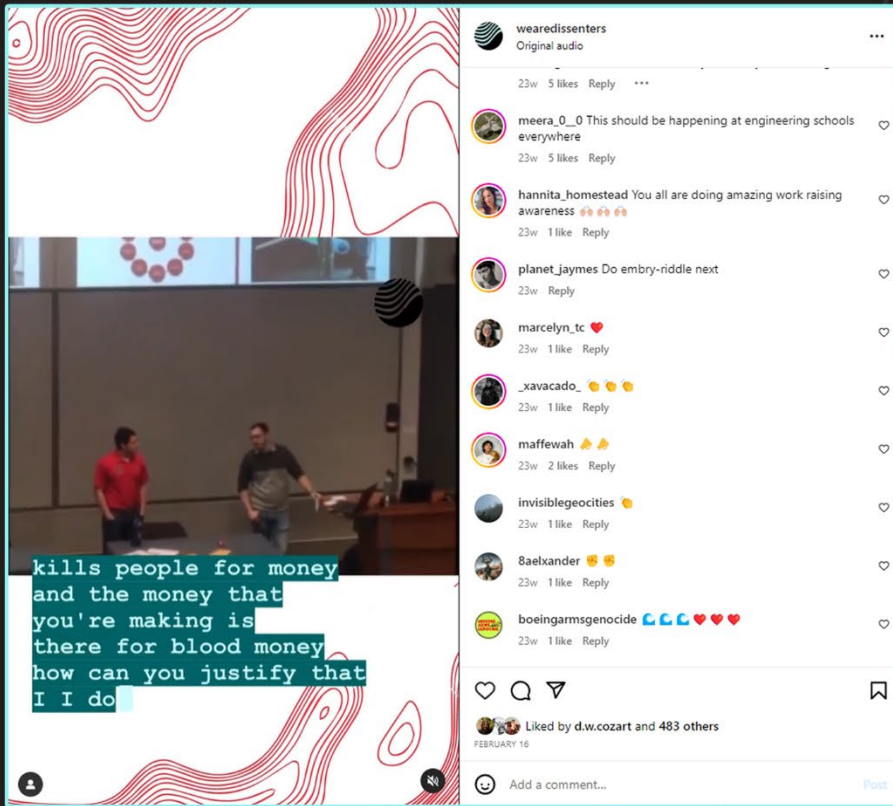 wearedissenters
Original audio
23w 5 likes Reply
meera_0__0 This should be happening at engineering schools
everywhere
23w 5 likes Reply
hannita_homestead You all are doing amazing work raising
awareness 🙌🏻 🙌🏻 🙌🏻
23w 1 like Reply
planet_jaymes Do embry-riddle next
23w Reply
marcelyn_tc ❤️
23w 1 like Reply
_xavacado_ 👏 👏 👏
23w 1 like Reply
maffewah 📣 📣
23w 2 likes Reply
invisiblegeocities 👏
23w 1 like Reply
8aelxander ✊ ✊
23w 1 like Reply
boeingarmsgenocide 🌊 🌊 🌊 ❤️ ❤️ ❤️
23w 1 like Reply
kills people for money
and the money that
you're making is
there for blood money
how can you justify that
I I do
Liked by d.w.cozart and 483 others
FEBRUARY 16
Add a comment...
Post